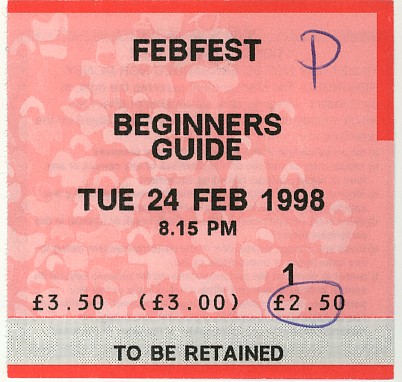 FEBFEST P
BEGINNERS
GUIDE
TUE 24 FEB 1998
8.15 PM
1
£3.50 (£3.00) £2.50
TO BE RETAINED